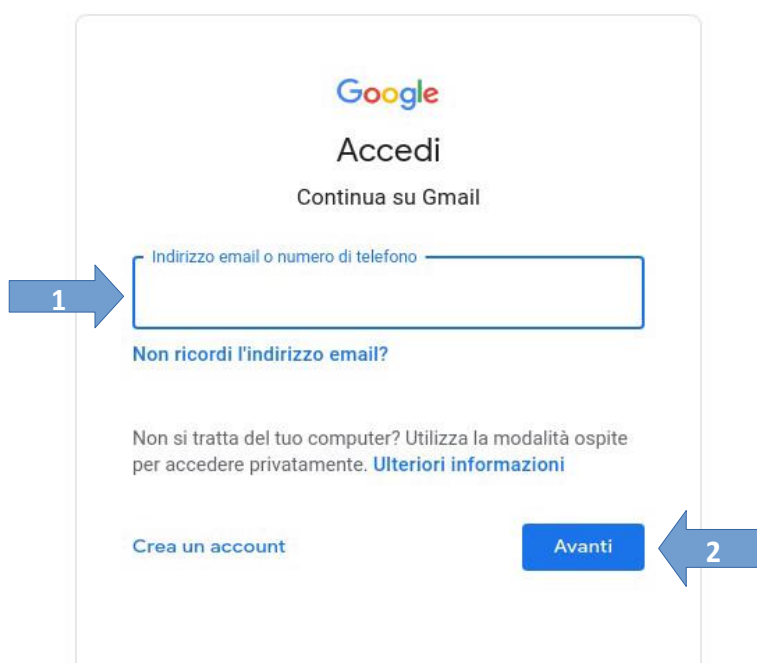 Google
Accedi
Continua su Gmail
Indirizzo email o numero di telefono
1
Non ricordi l'indirizzo email?
Non si tratta del tuo computer? Utilizza la modalità ospite
per accedere privatamente. Ulteriori informazioni
Crea un account
Avanti
2